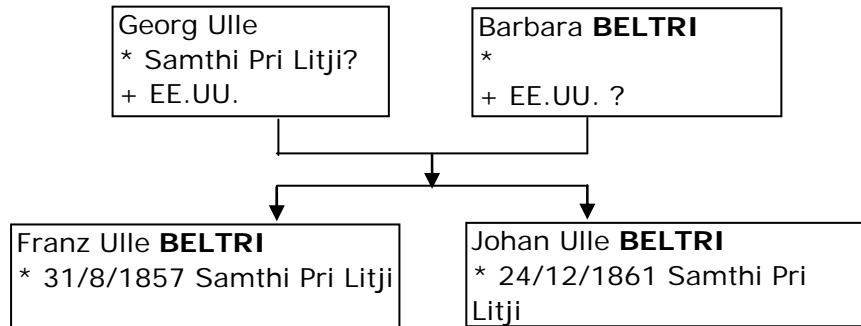 Georg Ulle
* Samthi Pri Litji?
+ EE.UU.
Barbara BELTRI
*
+ EE.UU. ?
Franz Ulle BELTRI
* 31/8/1857 Samthi Pri Litji
Johan Ulle BELTRI
* 24/12/1861 Samthi Pri
Litji